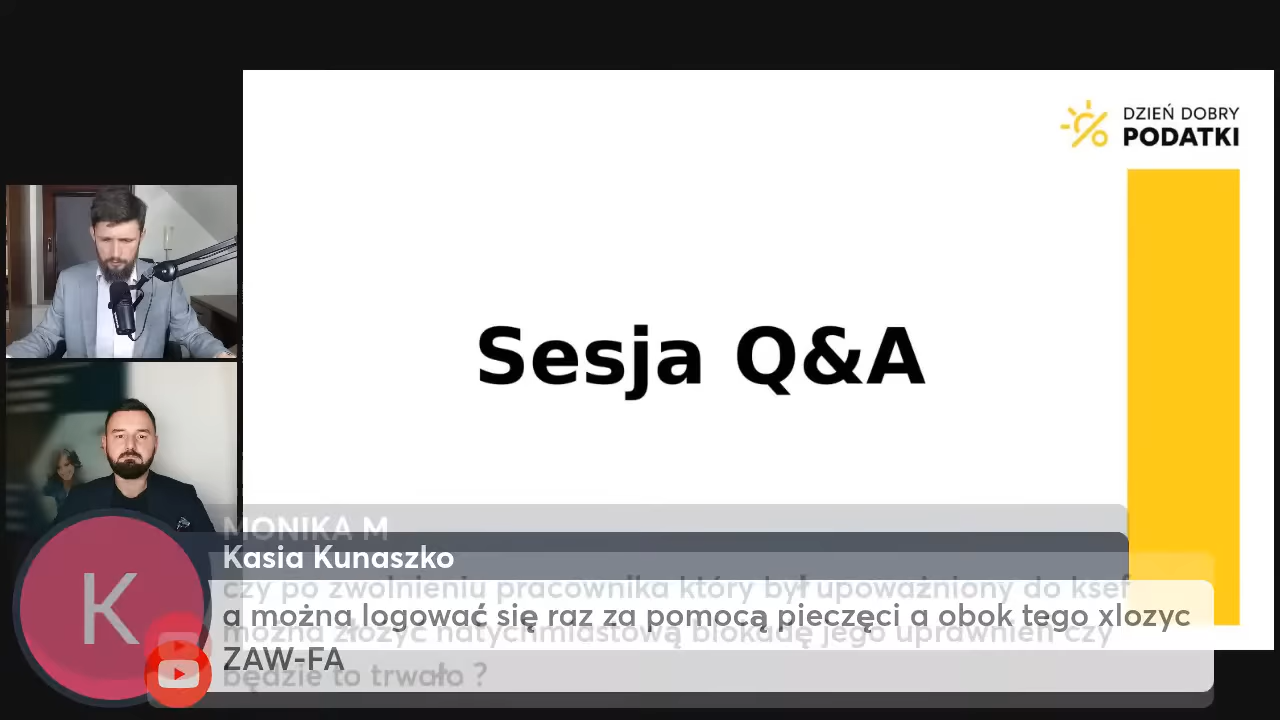 DZIEŃ DOBRY
PODATKI
Sesja Q&A
MONIKA M
Kasia Kunaszko
czy po zwolnieniu pracownika który był upoważniony do ksef
a można logować się raz za pomocą pieczęci a obok tego xlozyc
można złożyć natychmiastową blokadę jego uprawnień czy
ZAW-FA
będzie to trwało ?
K